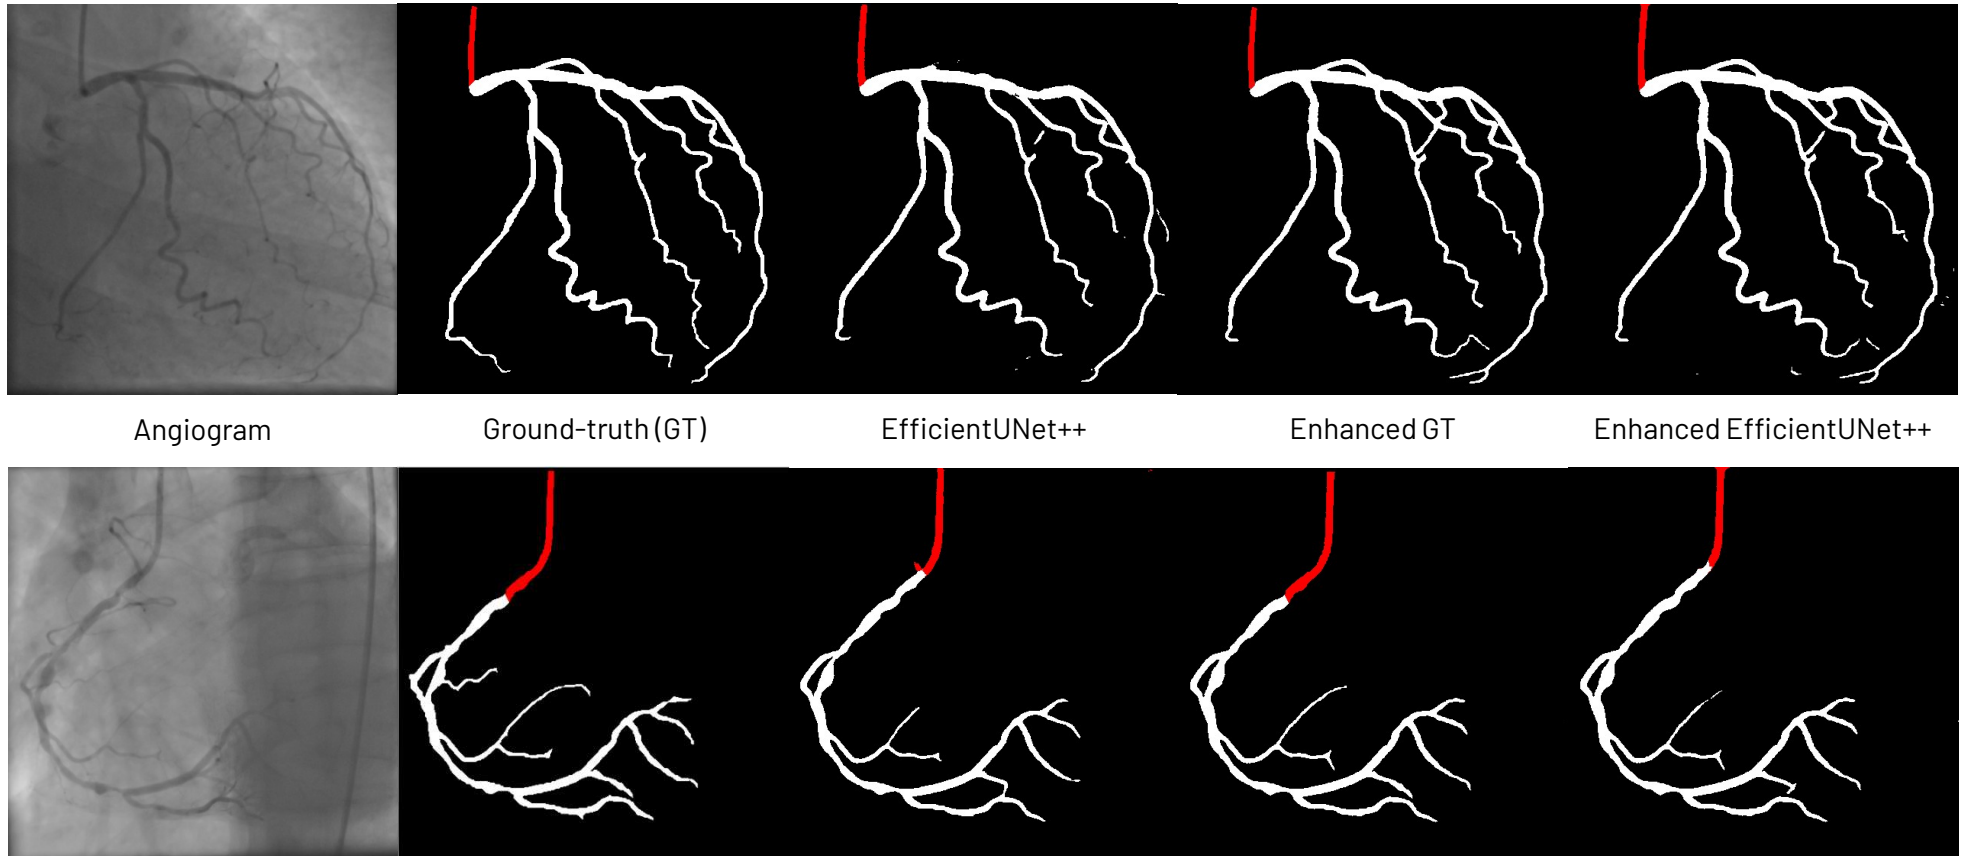 Angiogram
Ground-truth (GT)
EfficientUNet++
Enhanced GT
Enhanced EfficientUNet++